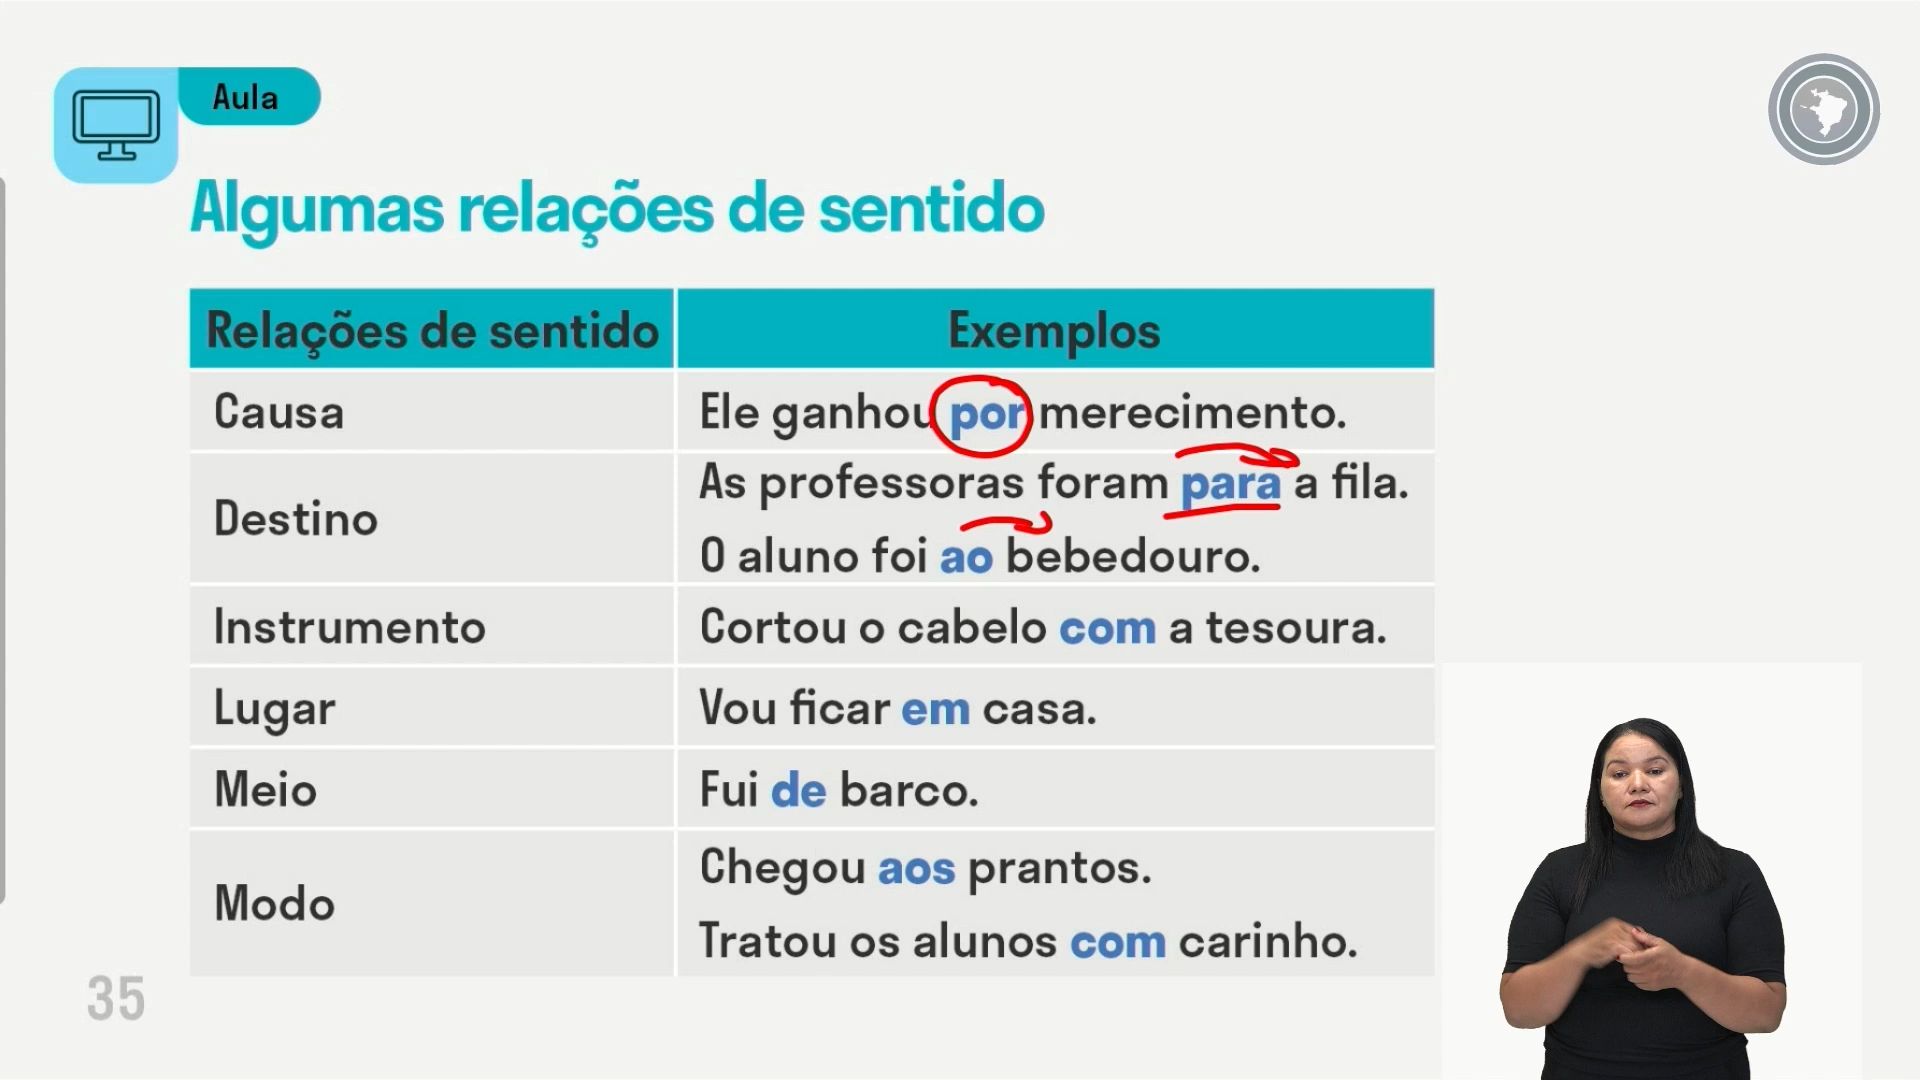 Aula
Algumas relações de sentido
Relações de sentido
Exemplos
Causa
Ele ganhou por merecimento.
Destino
As professoras foram para a fila.
O aluno foi ao bebedouro.
Instrumento
Cortou o cabelo com a tesoura.
Lugar
Vou ficar em casa.
Meio
Fui de barco.
Modo
Chegou aos prantos.
Tratou os alunos com carinho.
35